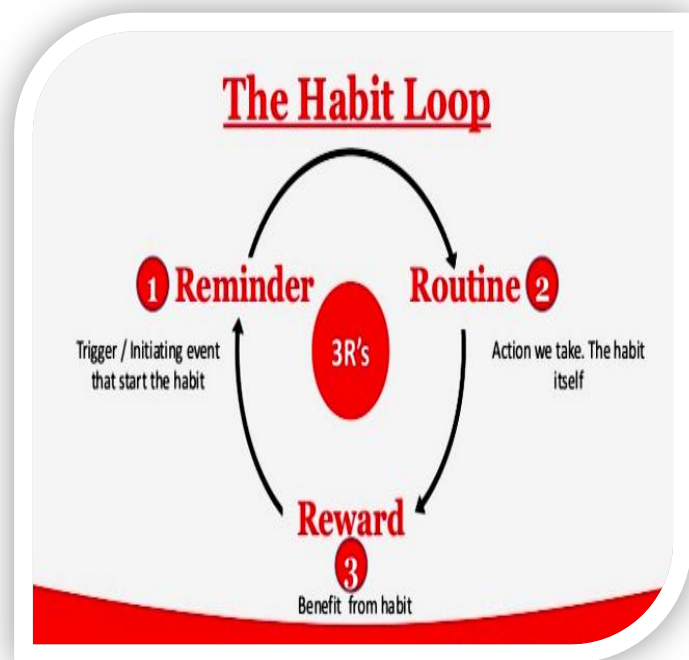 The Habit Loop
1 Reminder
Trigger / Initiating event
that start the habit
Routine 2
Action we take. The habit
itself
3R's
Reward
3
Benefit from habit